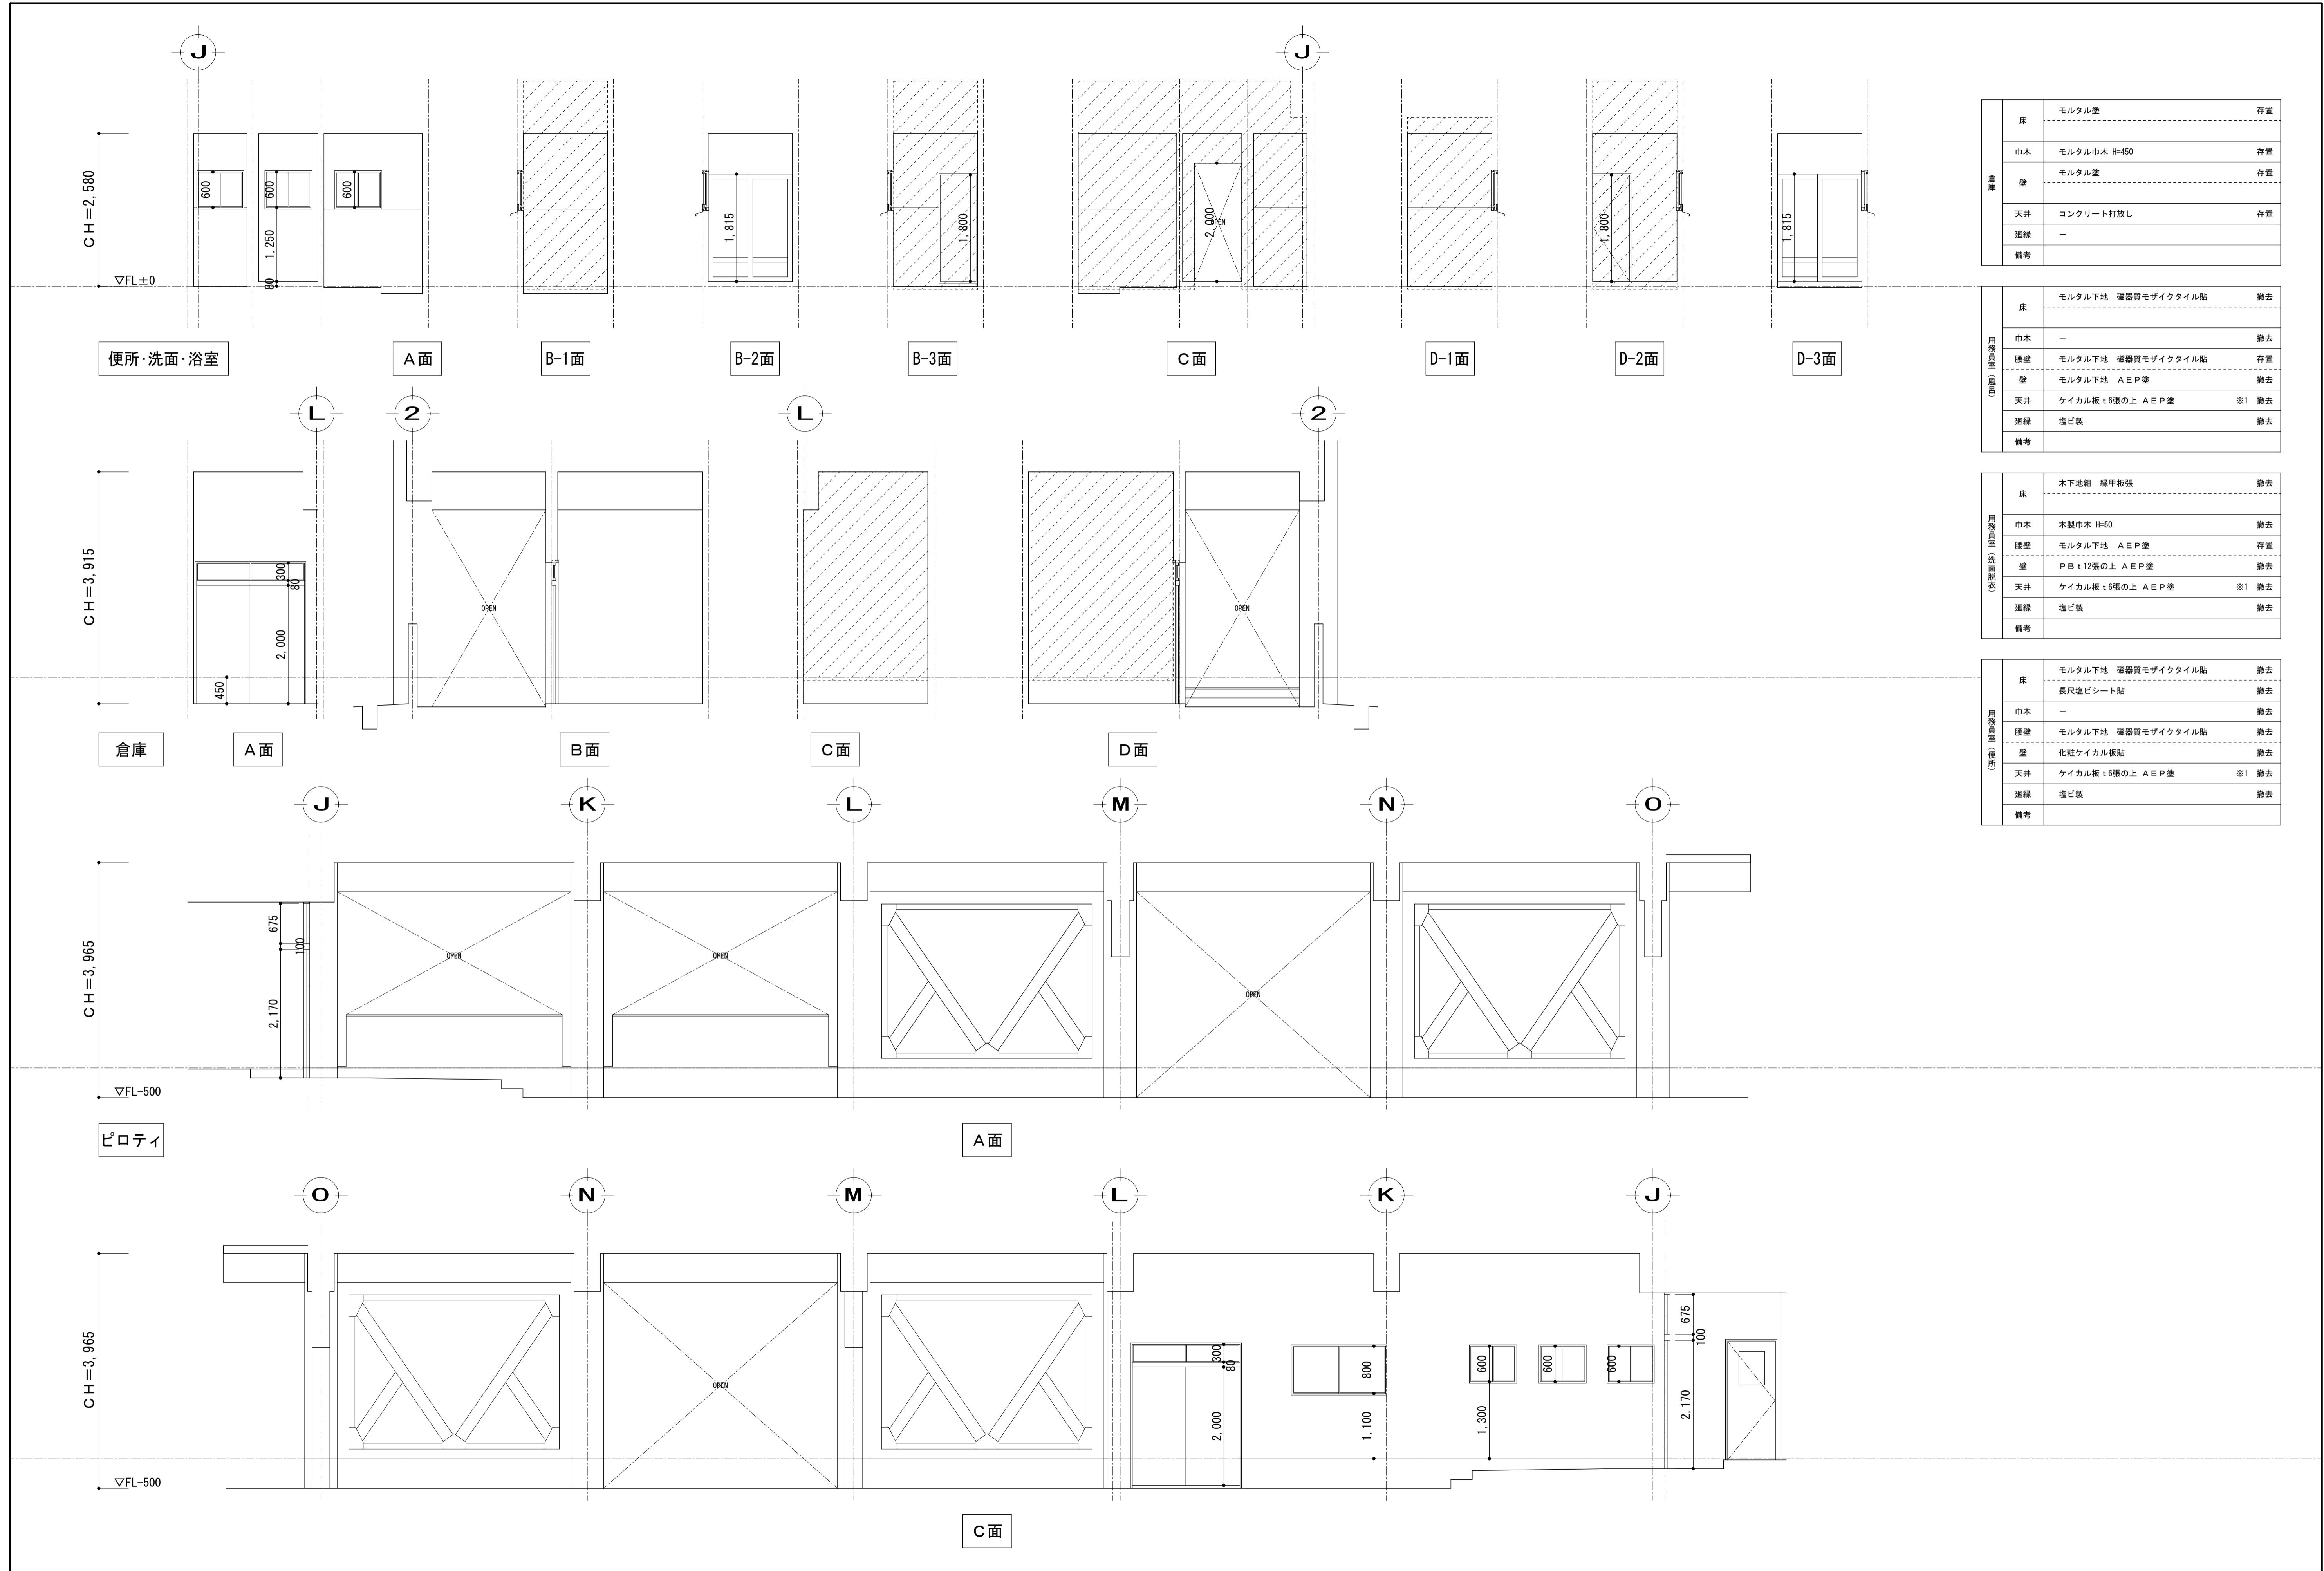 J
J
CH=2,580
▽FL±0
600
600
1,250
80
600
1,815
1,800
2,000
OPEN
1,800
1,815
便所・洗面・浴室
A面
B-1面
B-2面
B-3面
C面
D-1面
D-2面
D-3面
L
2
L
2
CH=3,915
300
80
2,000
450
OPEN
OPEN
倉庫
A面
B面
C面
D面
J
K
L
M
N
O
CH=3,965
▽FL-500
675
100
2,170
OPEN
OPEN
OPEN
ピロティ
A面
O
N
M
L
K
J
CH=3,965
▽FL-500
OPEN
300
80
2,000
800
1,100
600
1,300
600
600
675
100
2,170
C面
倉庫
床 モルタル塗 存置
巾木 モルタル巾木 H=450 存置
壁 モルタル塗 存置
天井 コンクリート打放し 存置
廻縁 －
備考
用務員室（風呂）
床 モルタル下地 磁器質モザイクタイル貼 撤去
巾木 － 撤去
腰壁 モルタル下地 磁器質モザイクタイル貼 存置
壁 モルタル下地 AEP塗 撤去
天井 ケイカル板t6張の上 AEP塗 ※1 撤去
廻縁 塩ビ製 撤去
備考
用務員室（洗面脱衣）
床 木下地組 縁甲板張 撤去
巾木 木製巾木 H=50 撤去
腰壁 モルタル下地 AEP塗 存置
壁 PBt12張の上 AEP塗 撤去
天井 ケイカル板t6張の上 AEP塗 ※1 撤去
廻縁 塩ビ製 撤去
備考
用務員室（便所）
床 モルタル下地 磁器質モザイクタイル貼 撤去
長尺塩ビシート貼 撤去
巾木 － 撤去
腰壁 モルタル下地 磁器質モザイクタイル貼 撤去
壁 化粧ケイカル板貼 撤去
天井 ケイカル板t6張の上 AEP塗 ※1 撤去
廻縁 塩ビ製 撤去
備考